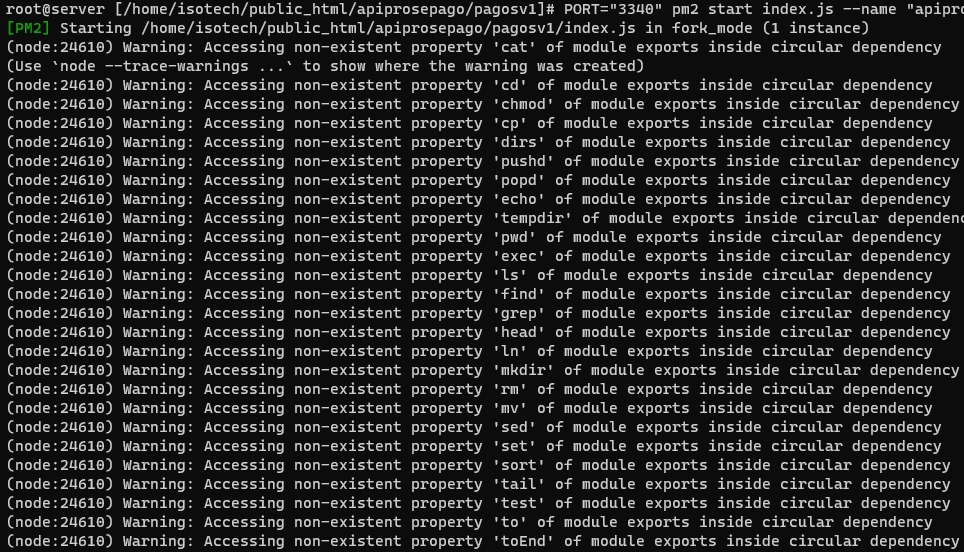 root@server [/home/isotech/public_html/apiprosepago/pagosv1]# PORT="3340" pm2 start index.js --name "apipro
[PM2] Starting /home/isotech/public_html/apiprosepago/pagosv1/index.js in fork_mode (1 instance)
(node:24610) Warning: Accessing non-existent property 'cat' of module exports inside circular dependency
(Use `node --trace-warnings ...` to show where the warning was created)
(node:24610) Warning: Accessing non-existent property 'cd' of module exports inside circular dependency
(node:24610) Warning: Accessing non-existent property 'chmod' of module exports inside circular dependency
(node:24610) Warning: Accessing non-existent property 'cp' of module exports inside circular dependency
(node:24610) Warning: Accessing non-existent property 'dirs' of module exports inside circular dependency
(node:24610) Warning: Accessing non-existent property 'pushd' of module exports inside circular dependency
(node:24610) Warning: Accessing non-existent property 'popd' of module exports inside circular dependency
(node:24610) Warning: Accessing non-existent property 'echo' of module exports inside circular dependency
(node:24610) Warning: Accessing non-existent property 'tempdir' of module exports inside circular dependenc
(node:24610) Warning: Accessing non-existent property 'pwd' of module exports inside circular dependency
(node:24610) Warning: Accessing non-existent property 'exec' of module exports inside circular dependency
(node:24610) Warning: Accessing non-existent property 'ls' of module exports inside circular dependency
(node:24610) Warning: Accessing non-existent property 'find' of module exports inside circular dependency
(node:24610) Warning: Accessing non-existent property 'grep' of module exports inside circular dependency
(node:24610) Warning: Accessing non-existent property 'head' of module exports inside circular dependency
(node:24610) Warning: Accessing non-existent property 'ln' of module exports inside circular dependency
(node:24610) Warning: Accessing non-existent property 'mkdir' of module exports inside circular dependency
(node:24610) Warning: Accessing non-existent property 'rm' of module exports inside circular dependency
(node:24610) Warning: Accessing non-existent property 'mv' of module exports inside circular dependency
(node:24610) Warning: Accessing non-existent property 'sed' of module exports inside circular dependency
(node:24610) Warning: Accessing non-existent property 'set' of module exports inside circular dependency
(node:24610) Warning: Accessing non-existent property 'sort' of module exports inside circular dependency
(node:24610) Warning: Accessing non-existent property 'tail' of module exports inside circular dependency
(node:24610) Warning: Accessing non-existent property 'test' of module exports inside circular dependency
(node:24610) Warning: Accessing non-existent property 'to' of module exports inside circular dependency
(node:24610) Warning: Accessing non-existent property 'toEnd' of module exports inside circular dependency